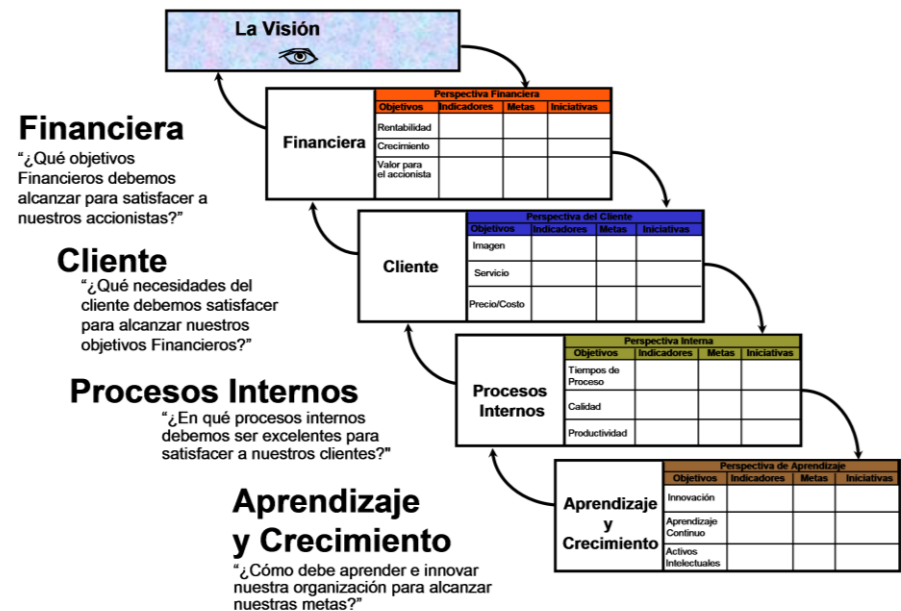 La Visión
Perspectiva Financiera
Objetivos Indicadores Metas Iniciativas
Financiera
Rentabilidad
Crecimiento
Valor para
el accionista
Financiera
"¿Qué objetivos
Financieros debemos
alcanzar para satisfacer a
nuestros accionistas?"
Perspectiva del Cliente
Objetivos Indicadores Metas Iniciativas
Cliente
Imagen
Servicio
Precio/Costo
Cliente
"¿Qué necesidades del
cliente debemos satisfacer
para alcanzar nuestros
objetivos Financieros?"
Perspectiva Interna
Objetivos Indicadores Metas Iniciativas
Procesos
Internos
Tiempos de
Proceso
Calidad
Productividad
Procesos Internos
"¿En qué procesos internos
debemos ser excelentes para
satisfacer a nuestros clientes?"
Perspectiva de Aprendizaje
Objetivos Indicadores Metas Iniciativas
Aprendizaje
y
Crecimiento
Innovación
Aprendizaje
Continuo
Activos
Intelectuales
Aprendizaje
y Crecimiento
"¿Cómo debe aprender e innovar
nuestra organización para alcanzar
nuestras metas?"